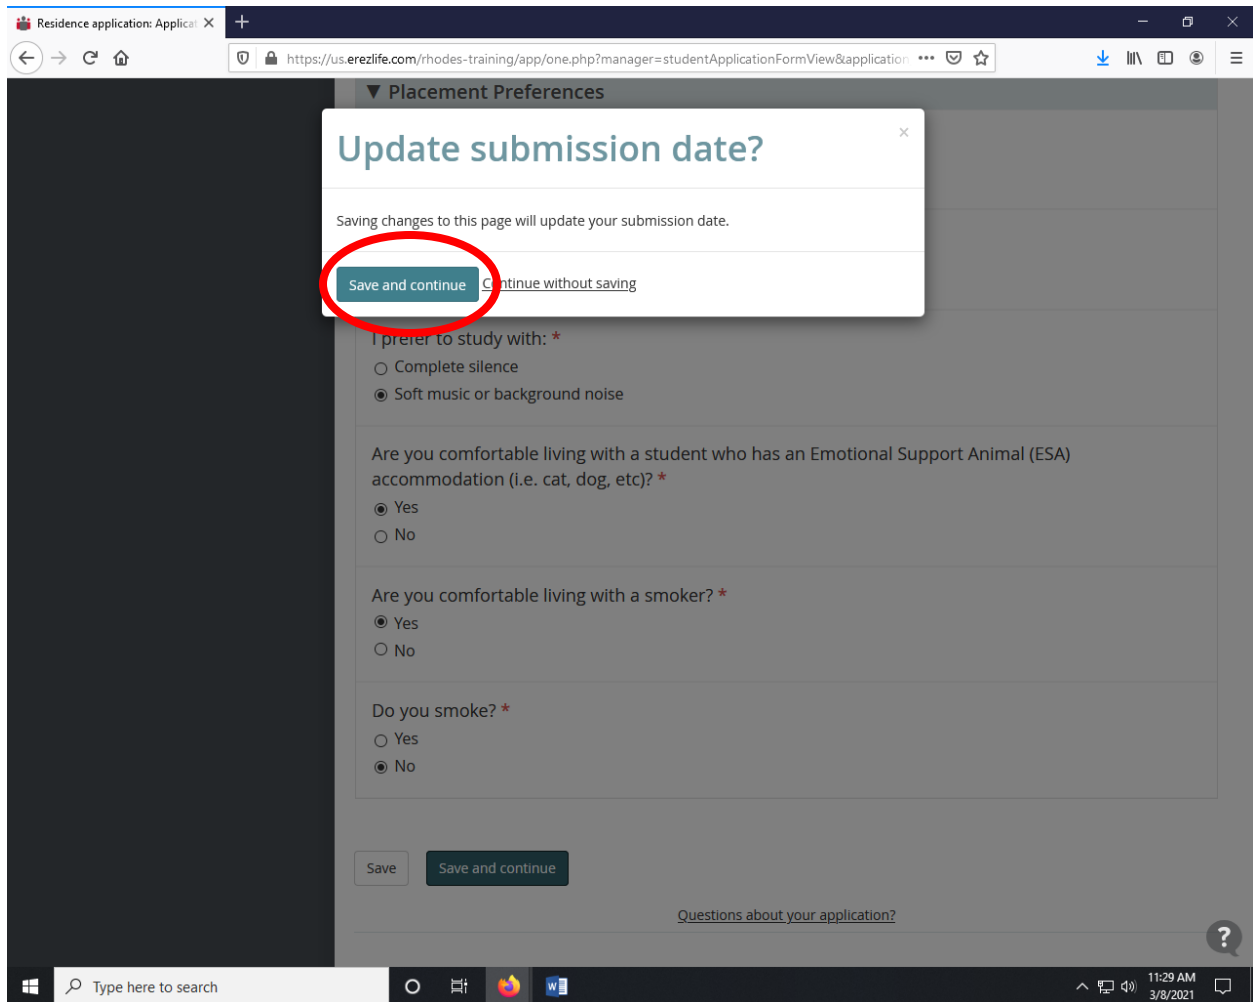 Residence application: Applicat
https://us.erezlife.com/rhodes-training/app/one.php?manager=studentApplicationFormView&application
▼ Placement Preferences
Update submission date?
×
Saving changes to this page will update your submission date.
Save and continue
Continue without saving
I prefer to study with: *
Complete silence
Soft music or background noise
Are you comfortable living with a student who has an Emotional Support Animal (ESA)
accommodation (i.e. cat, dog, etc)? *
Yes
No
Are you comfortable living with a smoker? *
Yes
No
Do you smoke? *
Yes
No
Save
Save and continue
Questions about your application?
?
Type here to search
11:29 AM
3/8/2021